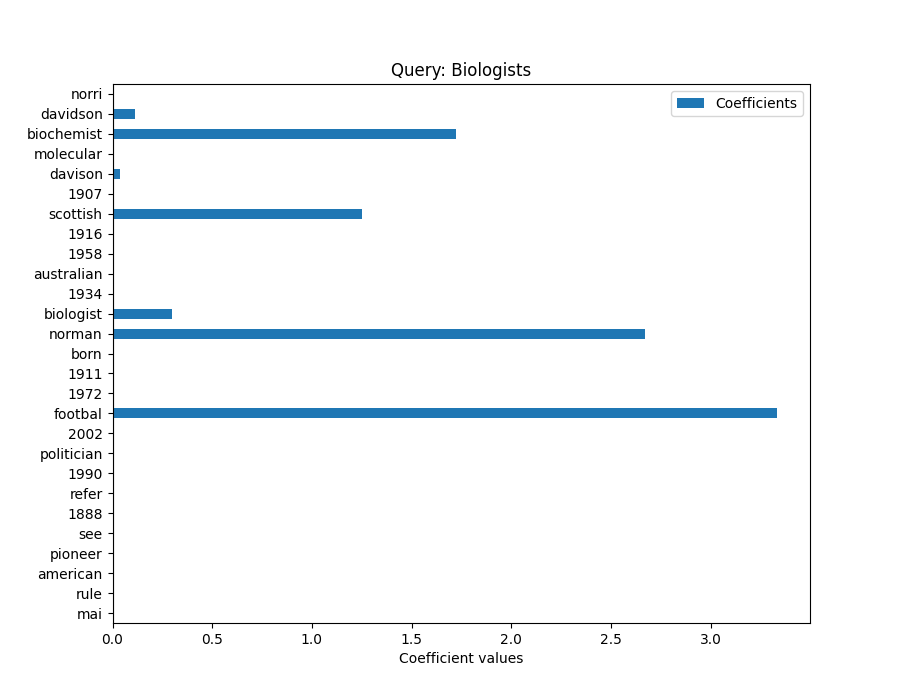 Query: Biologists
Coefficients
norri
davidson
biochemist
molecular
davison
1907
scottish
1916
1958
australian
1934
biologist
norman
born
1911
1972
footbal
2002
politician
1990
refer
1888
see
pioneer
american
rule
mai
0.0 0.5 1.0 1.5 2.0 2.5 3.0
Coefficient values